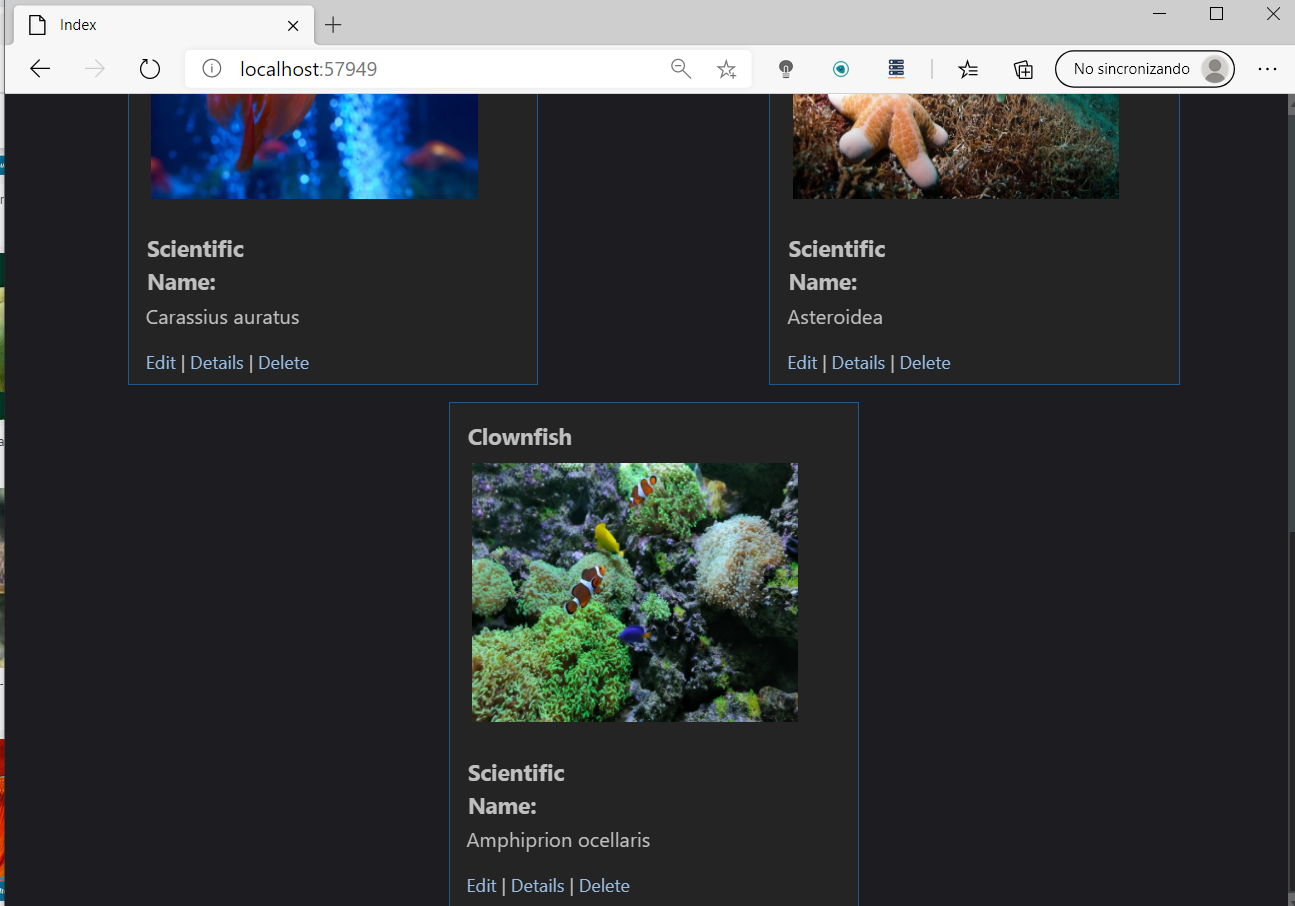 Index
localhost:57949
No sincronizando
Scientific
Name:
Carassius auratus
Edit | Details | Delete
Scientific
Name:
Asteroidea
Edit | Details | Delete
Clownfish
Scientific
Name:
Amphiprion ocellaris
Edit | Details | Delete